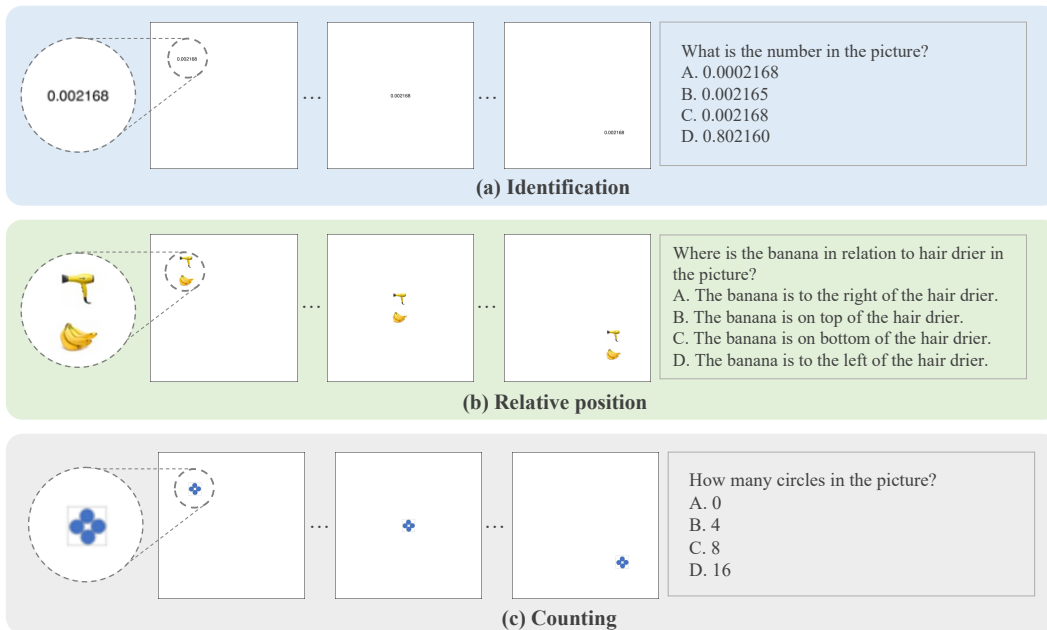 0.002168
0.002168
...
0.002168
...
0.002168
What is the number in the picture?
A. 0.0002168
B. 0.002165
C. 0.002168
D. 0.802160
(a) Identification
...
...
Where is the banana in relation to hair drier in
the picture?
A. The banana is to the right of the hair drier.
B. The banana is on top of the hair drier.
C. The banana is on bottom of the hair drier.
D. The banana is to the left of the hair drier.
(b) Relative position
...
...
How many circles in the picture?
A. 0
B. 4
C. 8
D. 16
(c) Counting